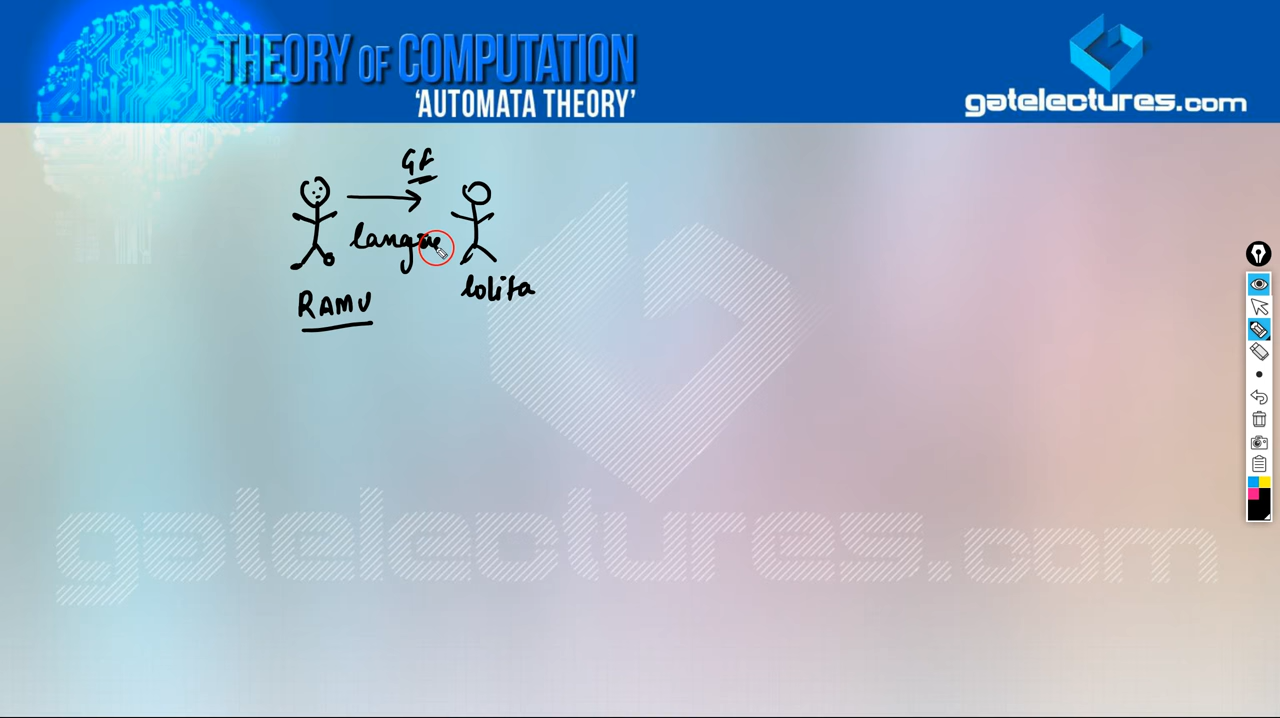 THEORY OF COMPUTATION
'AUTOMATA THEORY'
gatelectures.com
GF
RAMU
lolita
gatelectures.com